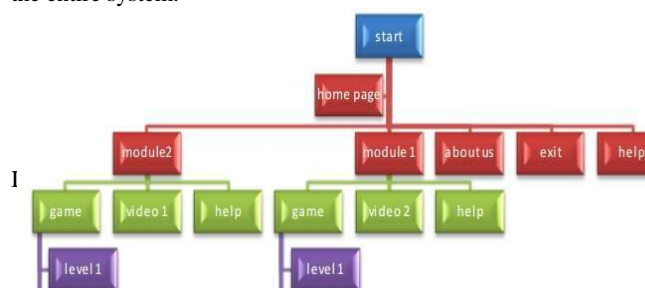 the entire system.
start
home page
module2 module 1 about us exit help
I
game video 1 help game video 2 help
level 1 level 1